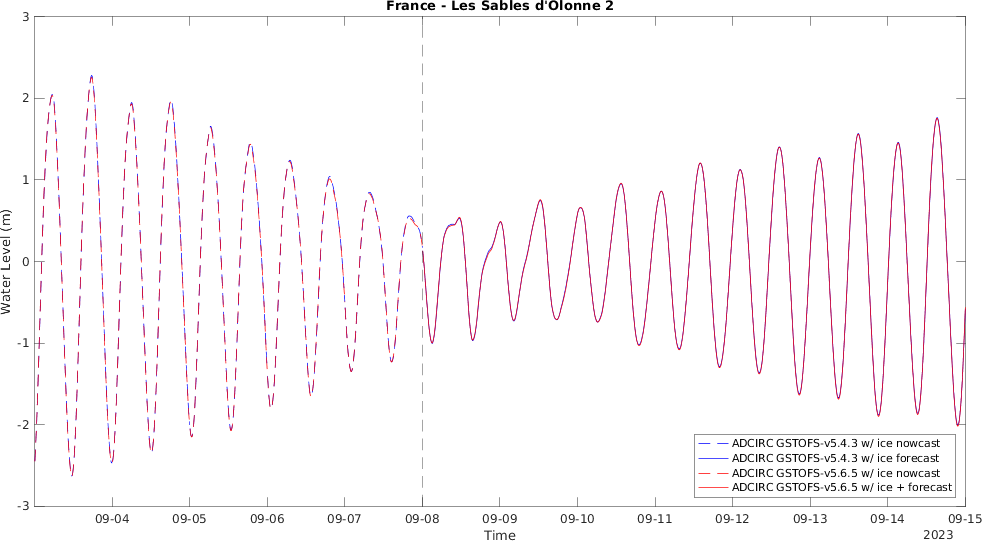 France - Les Sables d'Olonne 2
3
2
1
0
-1
-2
-3
Water Level (m)
ADCIRC GSTOFS-v5.4.3 w/ ice nowcast
ADCIRC GSTOFS-v5.4.3 w/ ice forecast
ADCIRC GSTOFS-v5.6.5 w/ ice nowcast
ADCIRC GSTOFS-v5.6.5 w/ ice + forecast
09-04 09-05 09-06 09-07 09-08 09-09 09-10 09-11 09-12 09-13 09-14 09-15
Time
2023